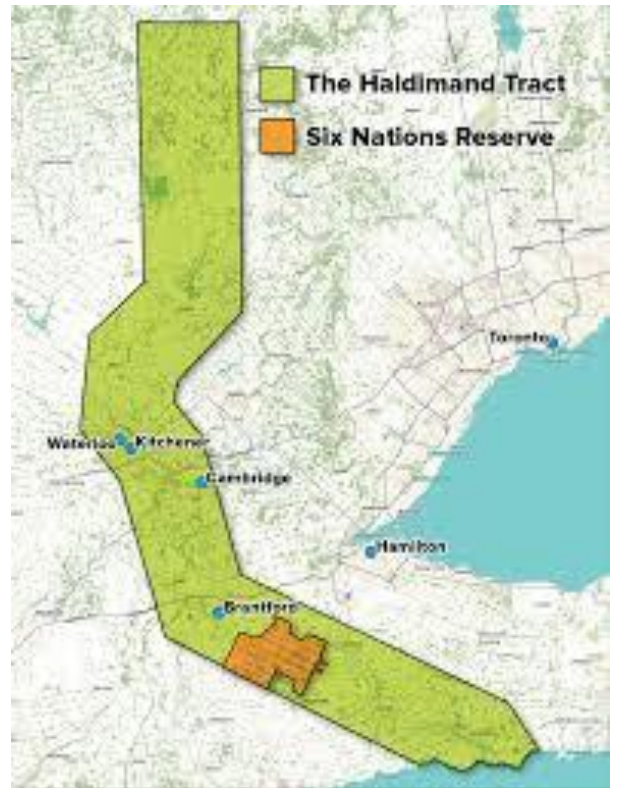 The Haldimand Tract
Six Nations Reserve
Toronto
Waterloo
Kitchener
Cambridge
Hamilton
Brantford